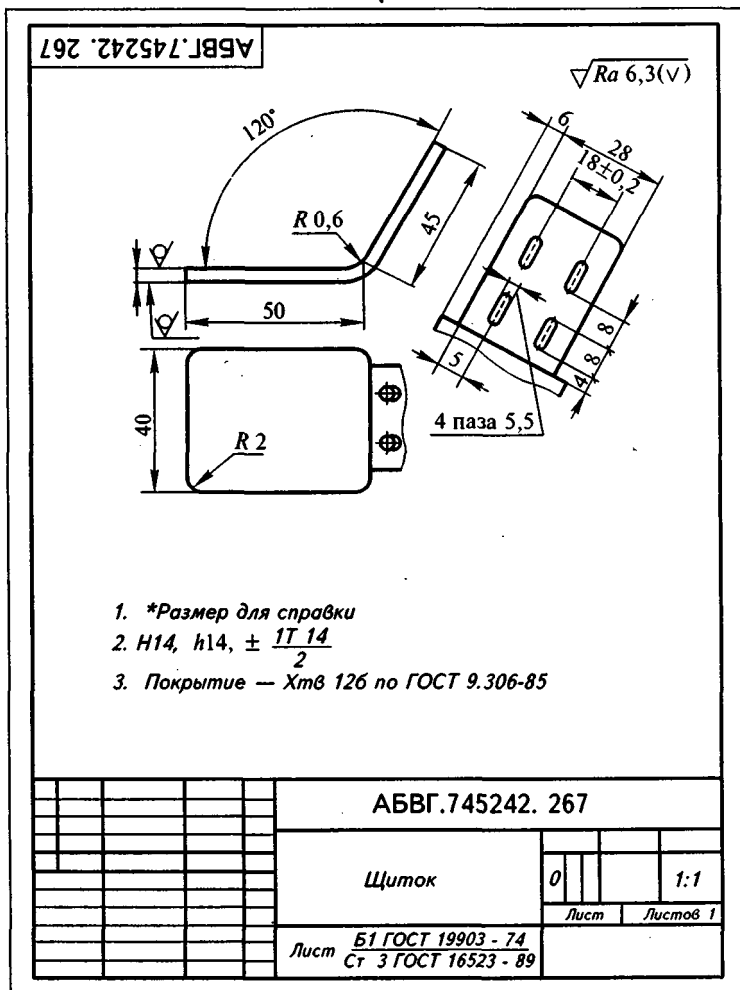 АБВГ.745242. 267
Ra 6,3(√)
120°
R 0,6
45
50
6
28
18±0,2
8
8
4
5
4 паза 5,5
40
R 2
1. *Размер для справки
2. H14, h14, ± 1T 14
2
3. Покрытие — Хтв 12б по ГОСТ 9.306-85
АБВГ.745242. 267
Щиток
0
1:1
Лист
Листов 1
Лист Б1 ГОСТ 19903 - 74
Ст 3 ГОСТ 16523 - 89